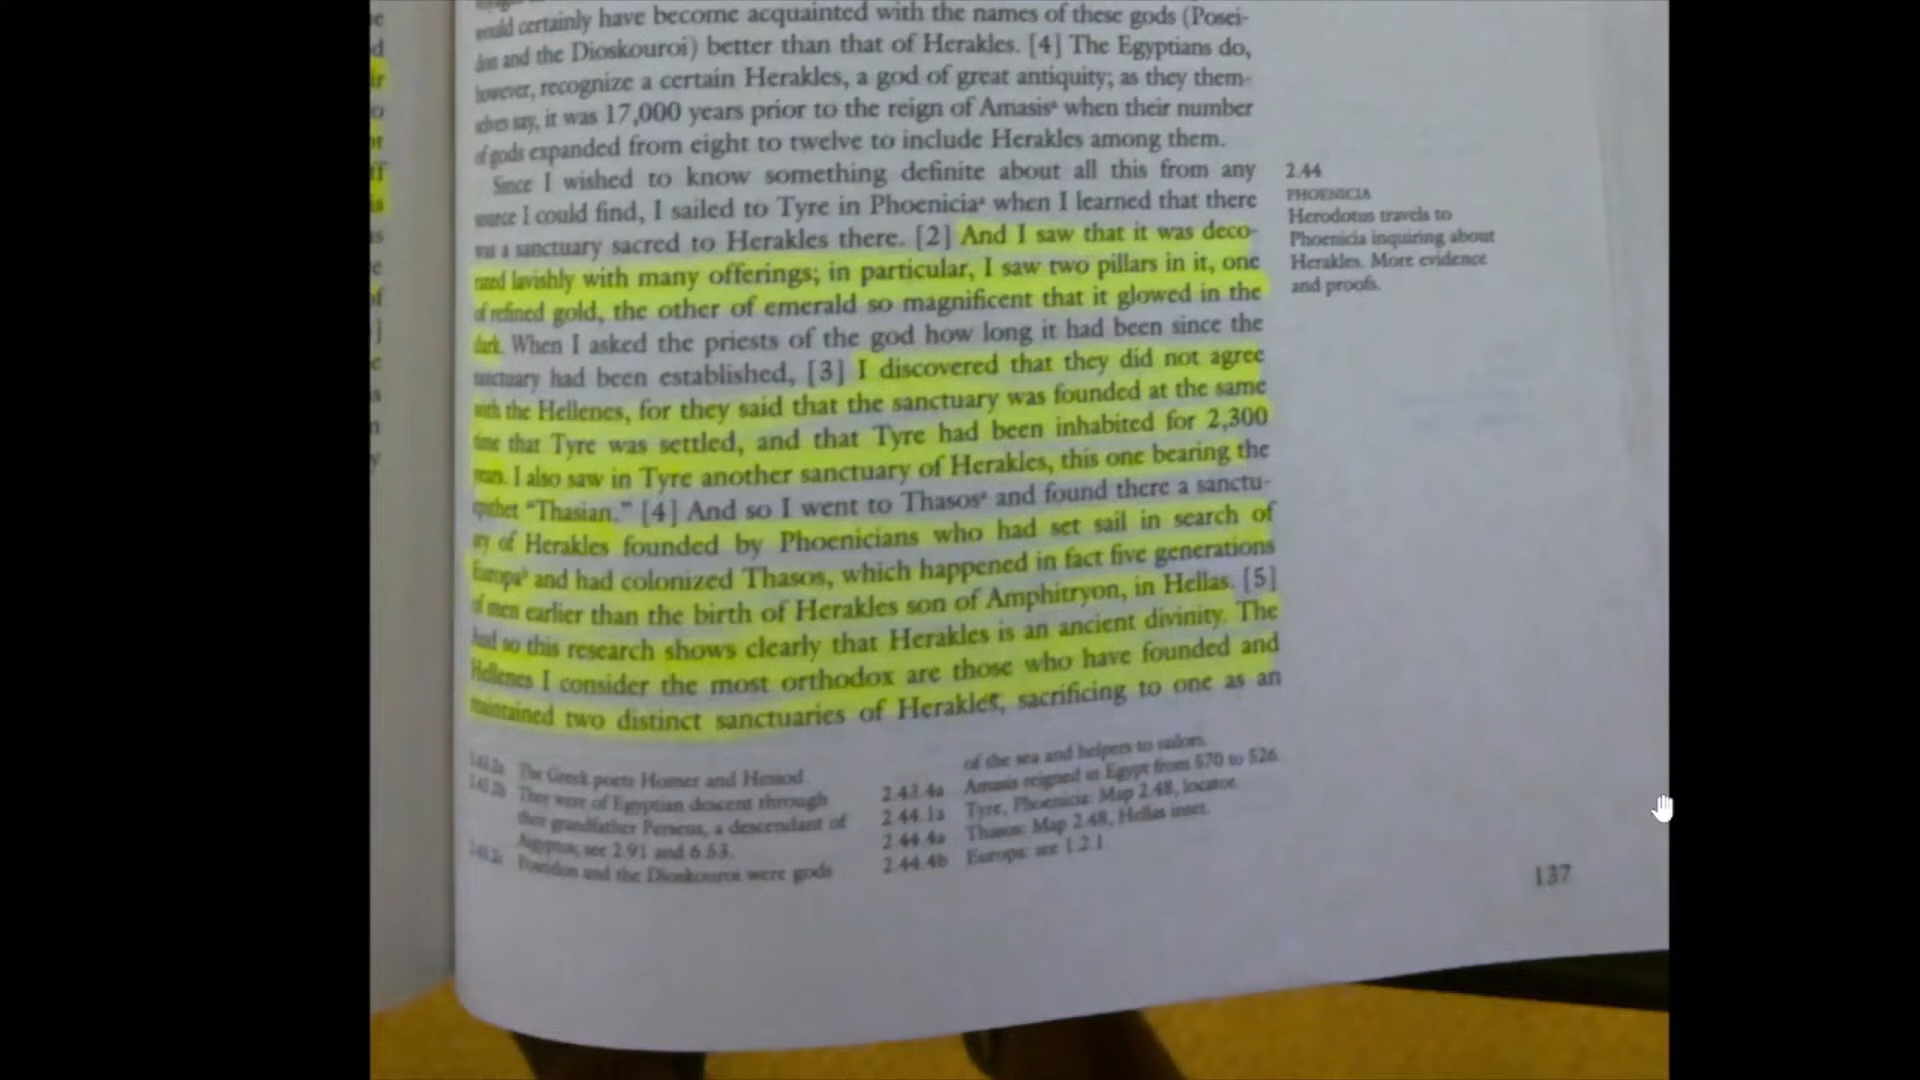 would certainly have become acquainted with the names of these gods (Posei-
don and the Dioskouroi) better than that of Herakles. [4] The Egyptians do,
however, recognize a certain Herakles, a god of great antiquity; as they them-
selves say, it was 17,000 years prior to the reign of Amasisᵃ when their number
of gods expanded from eight to twelve to include Herakles among them.
Since I wished to know something definite about all this from any
source I could find, I sailed to Tyre in Phoeniciaᵃ when I learned that there
was a sanctuary sacred to Herakles there. [2] And I saw that it was deco-
rated lavishly with many offerings; in particular, I saw two pillars in it, one
of refined gold, the other of emerald so magnificent that it glowed in the
dark. When I asked the priests of the god how long it had been since the
sanctuary had been established, [3] I discovered that they did not agree
with the Hellenes, for they said that the sanctuary was founded at the same
time that Tyre was settled, and that Tyre had been inhabited for 2,300
years. I also saw in Tyre another sanctuary of Herakles, this one bearing the
epithet “Thasian.” [4] And so I went to Thasosᵃ and found there a sanctu-
ary of Herakles founded by Phoenicians who had set sail in search of
Europaᵇ and had colonized Thasos, which happened in fact five generations
of men earlier than the birth of Herakles son of Amphitryon, in Hellas. [5]
And so this research shows clearly that Herakles is an ancient divinity. The
Hellenes I consider the most orthodox are those who have founded and
maintained two distinct sanctuaries of Herakles, sacrificing to one as an
2.44
PHOENICIA
Herodotus travels to
Phoenicia inquiring about
Herakles. More evidence
and proofs.
The Greek poets Homer and Hesiod.
They were of Egyptian descent through
their grandfather Perseus, a descendant of
Aigyptos; see 2.91 and 6.53.
Poseidon and the Dioskouroi were gods
of the sea and helpers to sailors.
2.43.4a Amasis reigned in Egypt from 570 to 526.
2.44.1a Tyre, Phoenicia: Map 2.48, locator.
2.44.4a Thasos: Map 2.48, Hellas inset.
2.44.4b Europa: see 1.2.1.
137